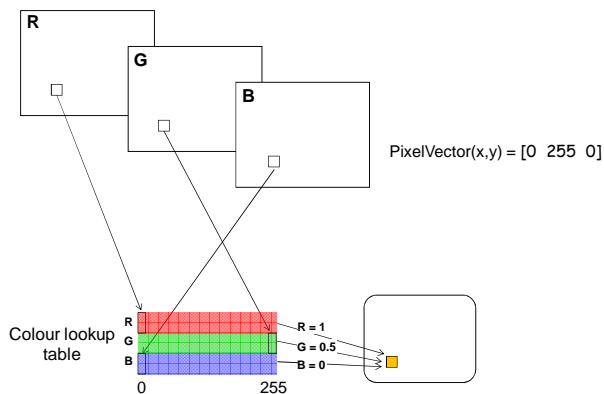 R
G
B
PixelVector(x,y) = [0 255 0]
Colour lookup
table
R
G
B
R = 1
G = 0.5
B = 0
0
255